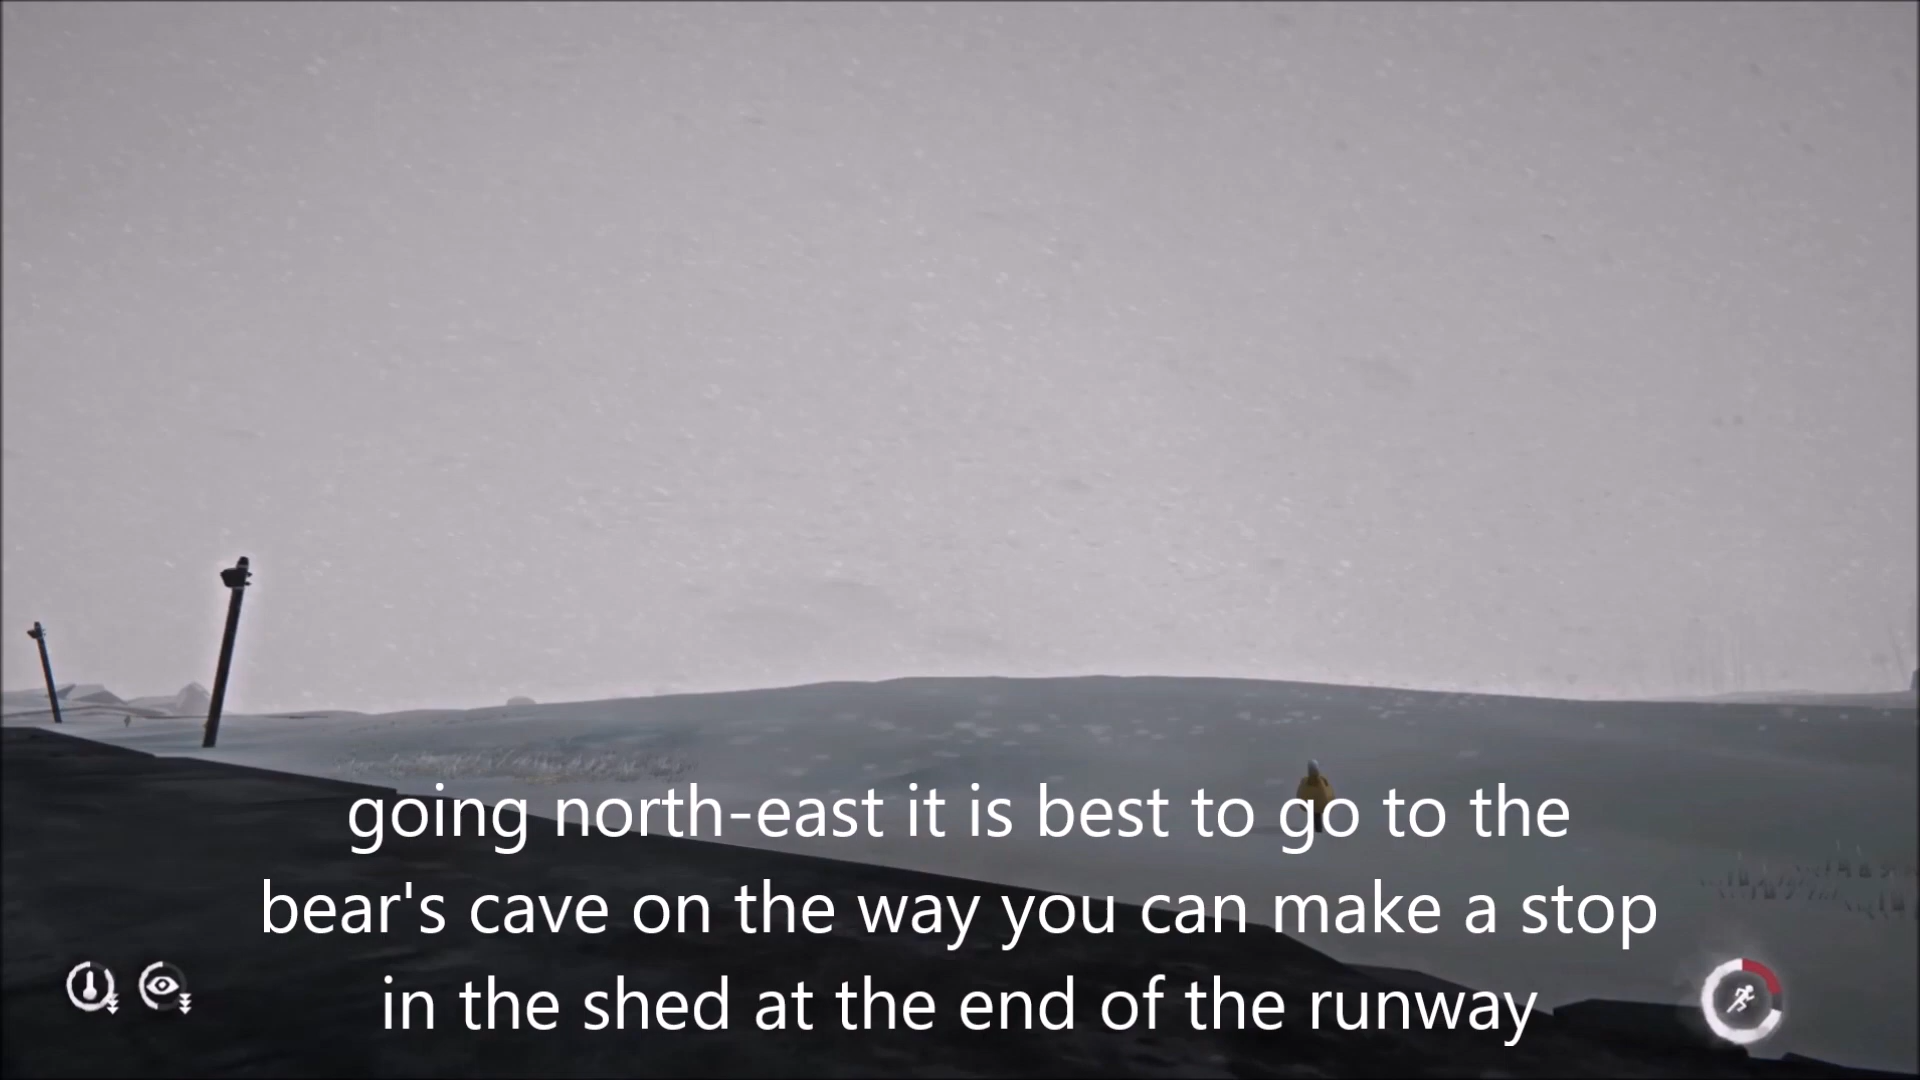 going north-east it is best to go to the
bear's cave on the way you can make a stop
in the shed at the end of the runway